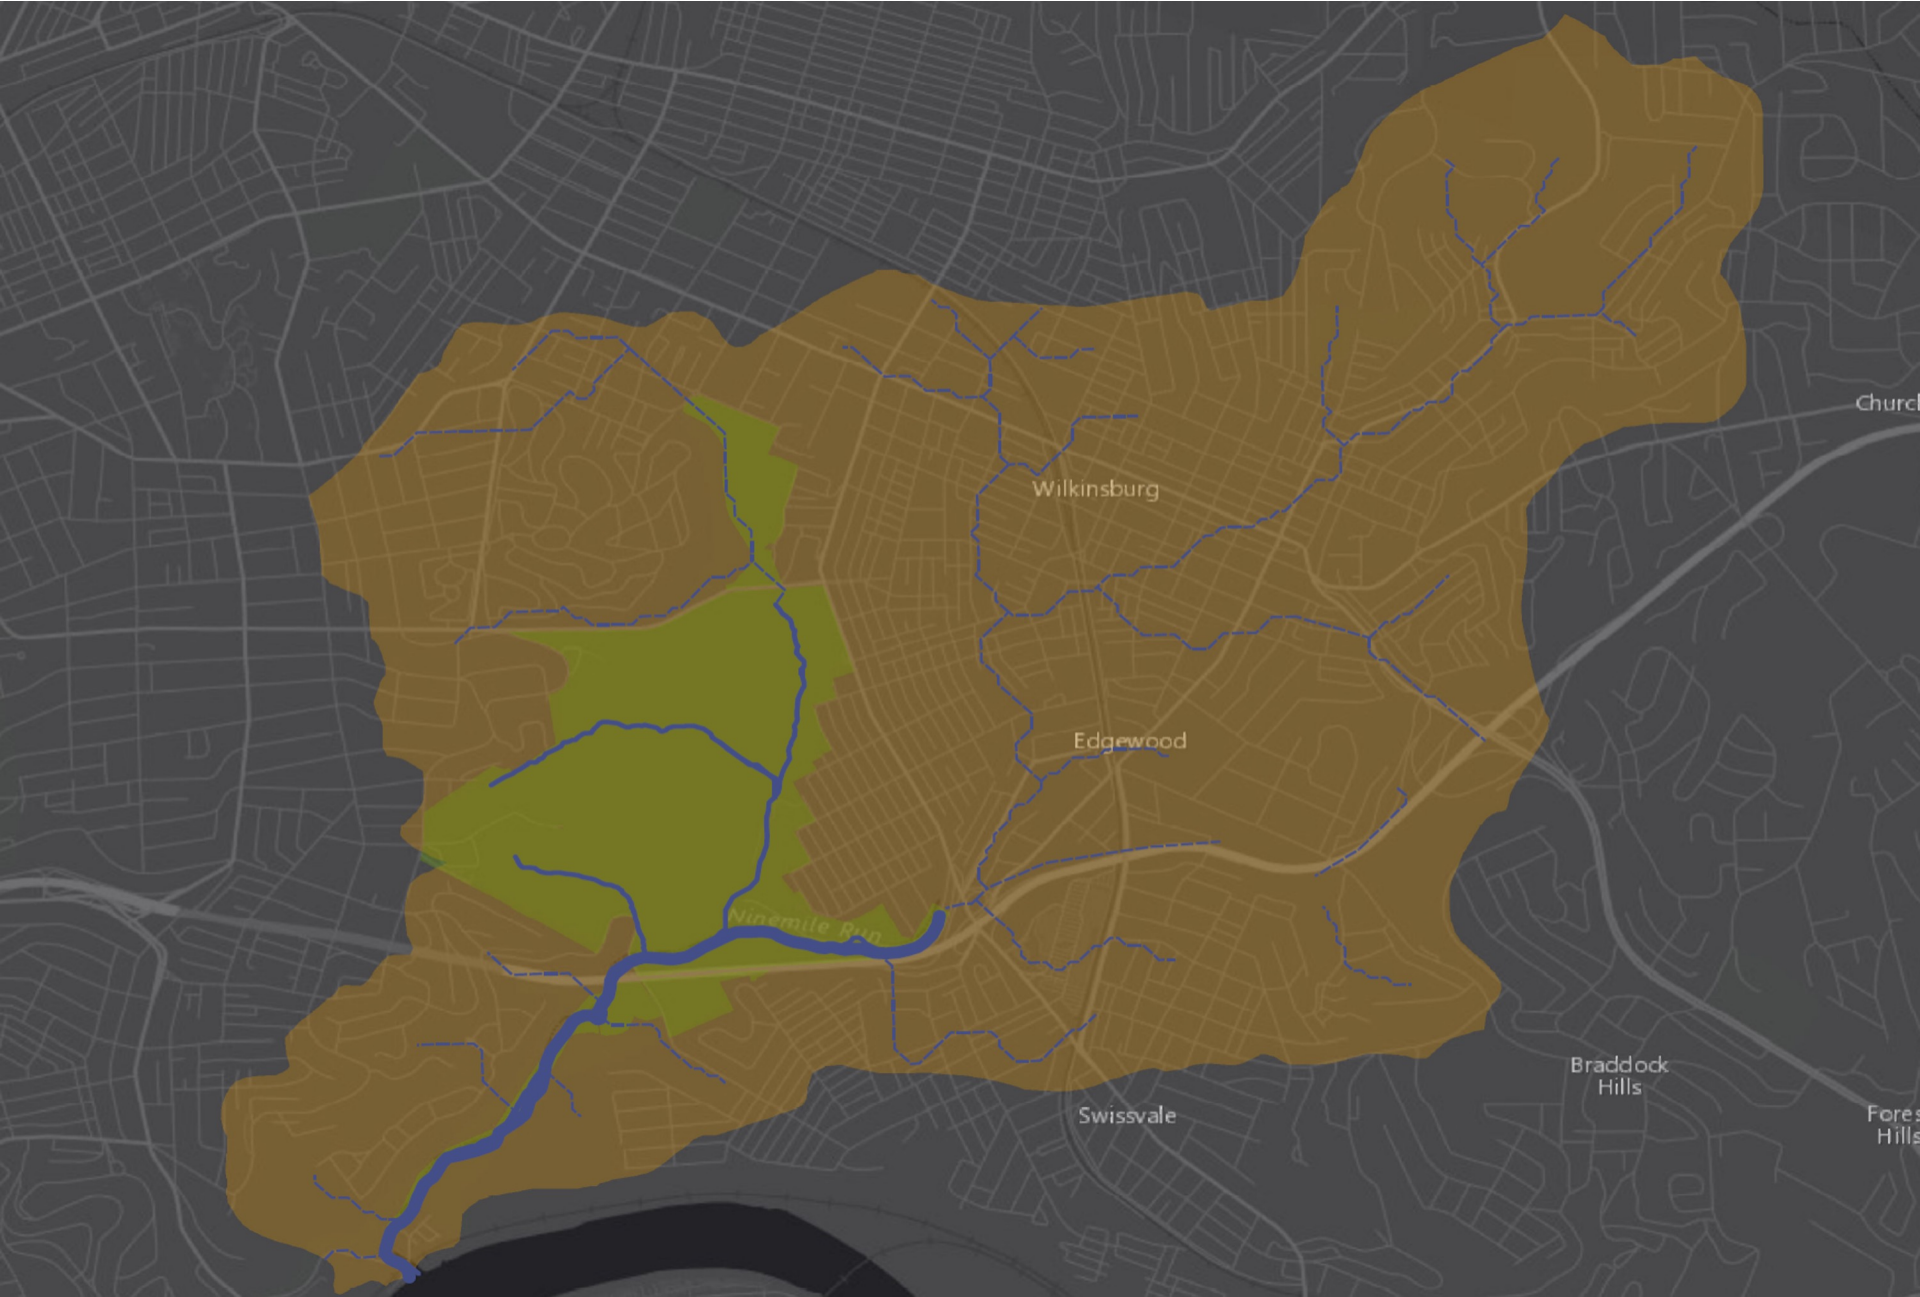 Church
Wilkinsburg
Edgewood
Ninemile Run
Braddock
Hills
Swissvale
Fores
Hills